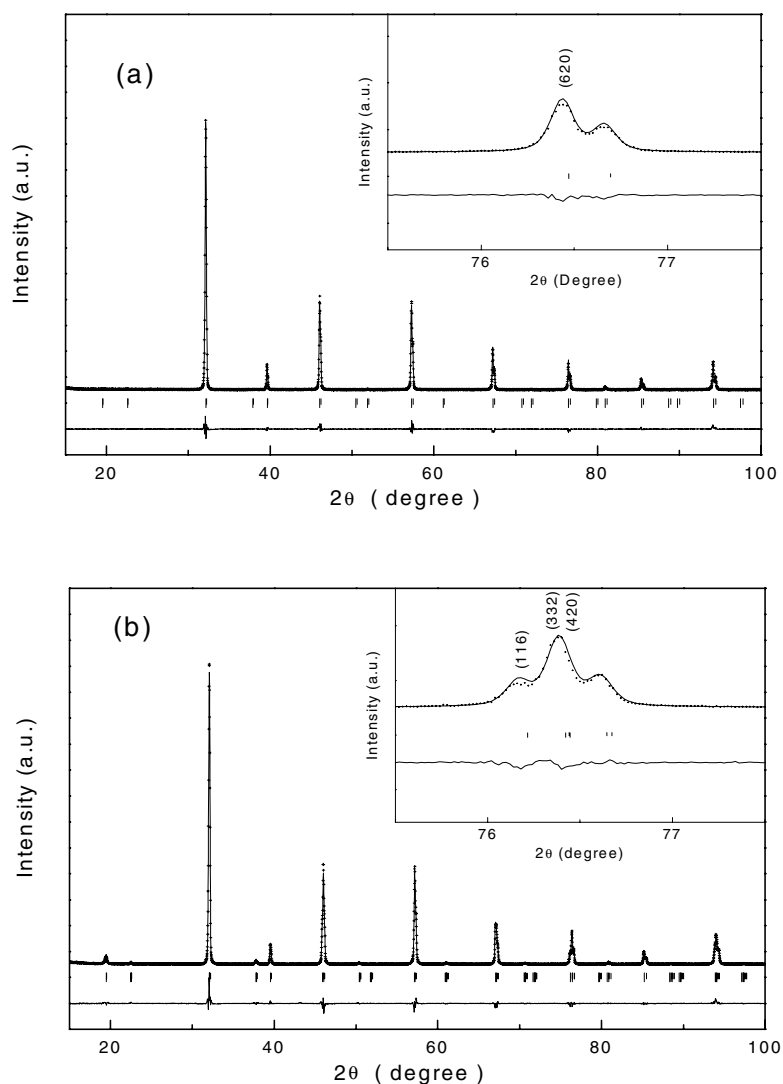 (a)
Intensity (a.u.)
20 40 60 80 100
2θ ( degree )
(620)
Intensity (a.u.)
76 77
2θ (Degree)
(b)
Intensity (a.u.)
20 40 60 80 100
2θ ( degree )
(116)
(332)
(420)
Intensity (a.u.)
76 77
2θ (degree)